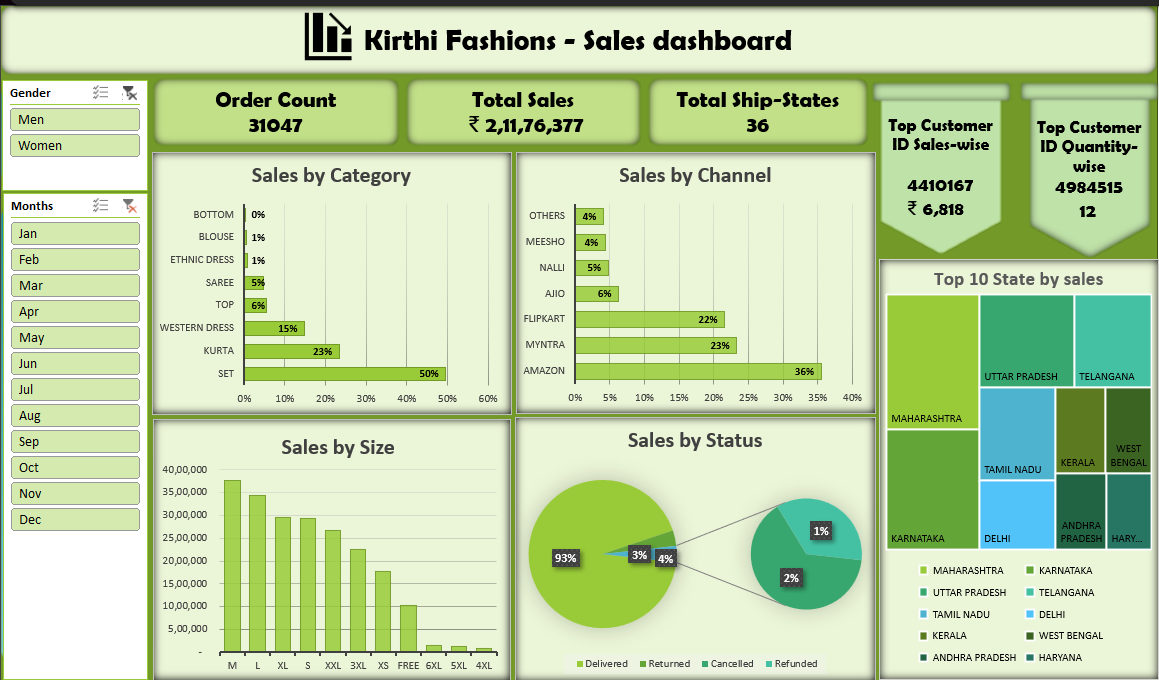 Kirthi Fashions - Sales dashboard
Gender
Men
Women
Months
Jan
Feb
Mar
Apr
May
Jun
Jul
Aug
Sep
Oct
Nov
Dec
Order Count
31047
Total Sales
₹ 2,11,76,377
Total Ship-States
36
Top Customer
ID Sales-wise
4410167
₹ 6,818
Top Customer
ID Quantity-
wise
4984515
12
Sales by Category
BOTTOM 0%
BLOUSE 1%
ETHNIC DRESS 1%
SAREE 5%
TOP 6%
WESTERN DRESS 15%
KURTA 23%
SET 50%
0% 10% 20% 30% 40% 50% 60%
Sales by Channel
OTHERS 4%
MEESHO 4%
NALLI 5%
AJIO 6%
FLIPKART 22%
MYNTRA 23%
AMAZON 36%
0% 5% 10% 15% 20% 25% 30% 35% 40%
Sales by Size
40,00,000
35,00,000
30,00,000
25,00,000
20,00,000
15,00,000
10,00,000
5,00,000
-
M L XL S XXL 3XL XS FREE 6XL 5XL 4XL
Sales by Status
93% 3% 4%
1%
2%
Delivered Returned Cancelled Refunded
Top 10 State by sales
MAHARASHTRA
KARNATAKA
UTTAR PRADESH
TELANGANA
TAMIL NADU
DELHI
KERALA
WEST
BENGAL
ANDHRA
PRADESH
HARY...
MAHARASHTRA KARNATAKA
UTTAR PRADESH TELANGANA
TAMIL NADU DELHI
KERALA WEST BENGAL
ANDHRA PRADESH HARYANA